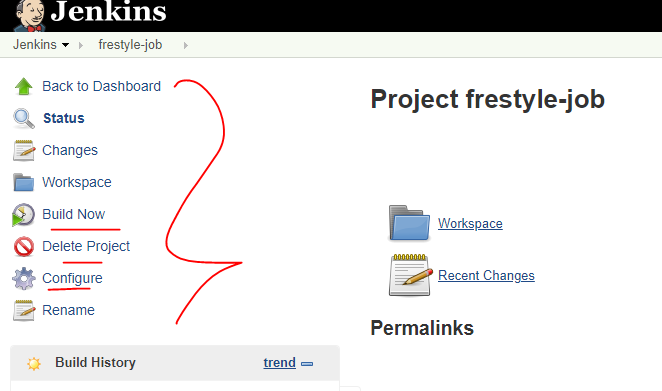 Jenkins
Jenkins frestyle-job
Back to Dashboard
Status
Changes
Workspace
Build Now
Delete Project
Configure
Rename
Build History trend
Project frestyle-job
Workspace
Recent Changes
Permalinks